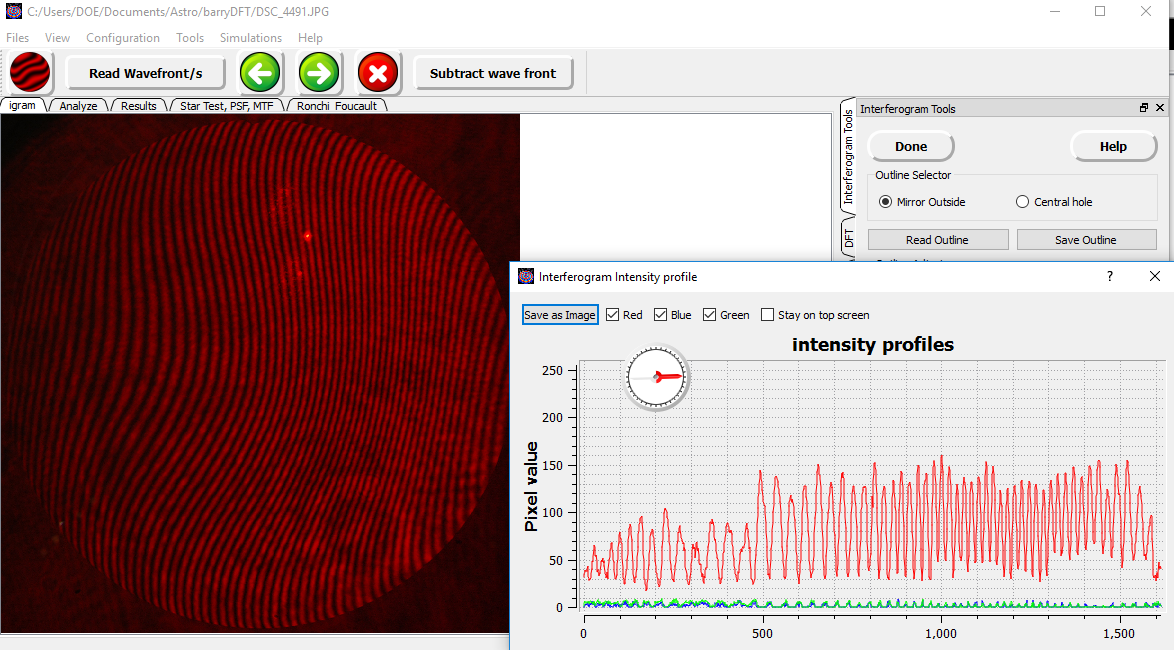 C:/Users/DOE/Documents/Astro/barryDFT/DSC_4491.JPG
Files View Configuration Tools Simulations Help
Read Wavefront/s Subtract wave front
igram Analyze Results Star Test, PSF, MTF Ronchi Foucault
Interferogram Tools
Interferogram Tools
DFT
Done Help
Outline Selector
Mirror Outside Central hole
Read Outline Save Outline
Interferogram Intensity profile ?
Save as Image Red Blue Green Stay on top screen
intensity profiles
Pixel value
250
200
150
100
50
0
0 500 1,000 1,500